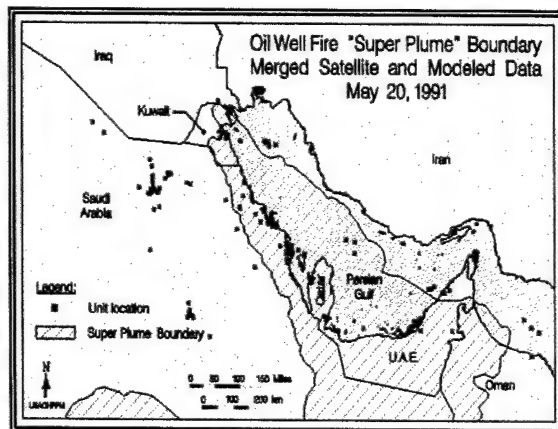 Oil Well Fire "Super Plume" Boundary
Merged Satellite and Modeled Data
May 20, 1991
Iraq
Kuwait
Iran
Saudi
Arabia
Persian
Gulf
Qatar
Legend:
Unit location
Super Plume Boundary
U.A.E.
Oman
N
0 50 100 150 Miles
0 100 200 km